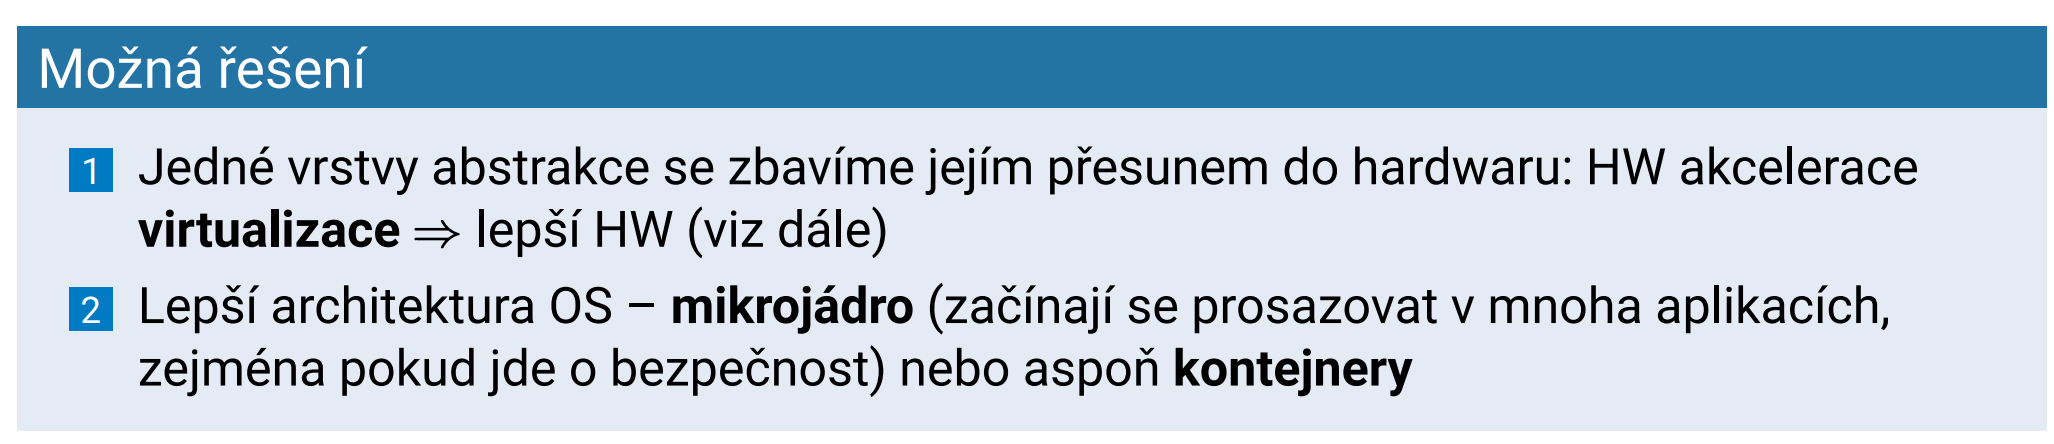 Možná řešení
1 Jedné vrstvy abstrakce se zbavíme jejím přesunem do hardwaru: HW akcelerace
virtualizace ⇒ lepší HW (viz dále)
2 Lepší architektura OS – mikrojádro (začínají se prosazovat v mnoha aplikacích,
zejména pokud jde o bezpečnost) nebo aspoň kontejnery